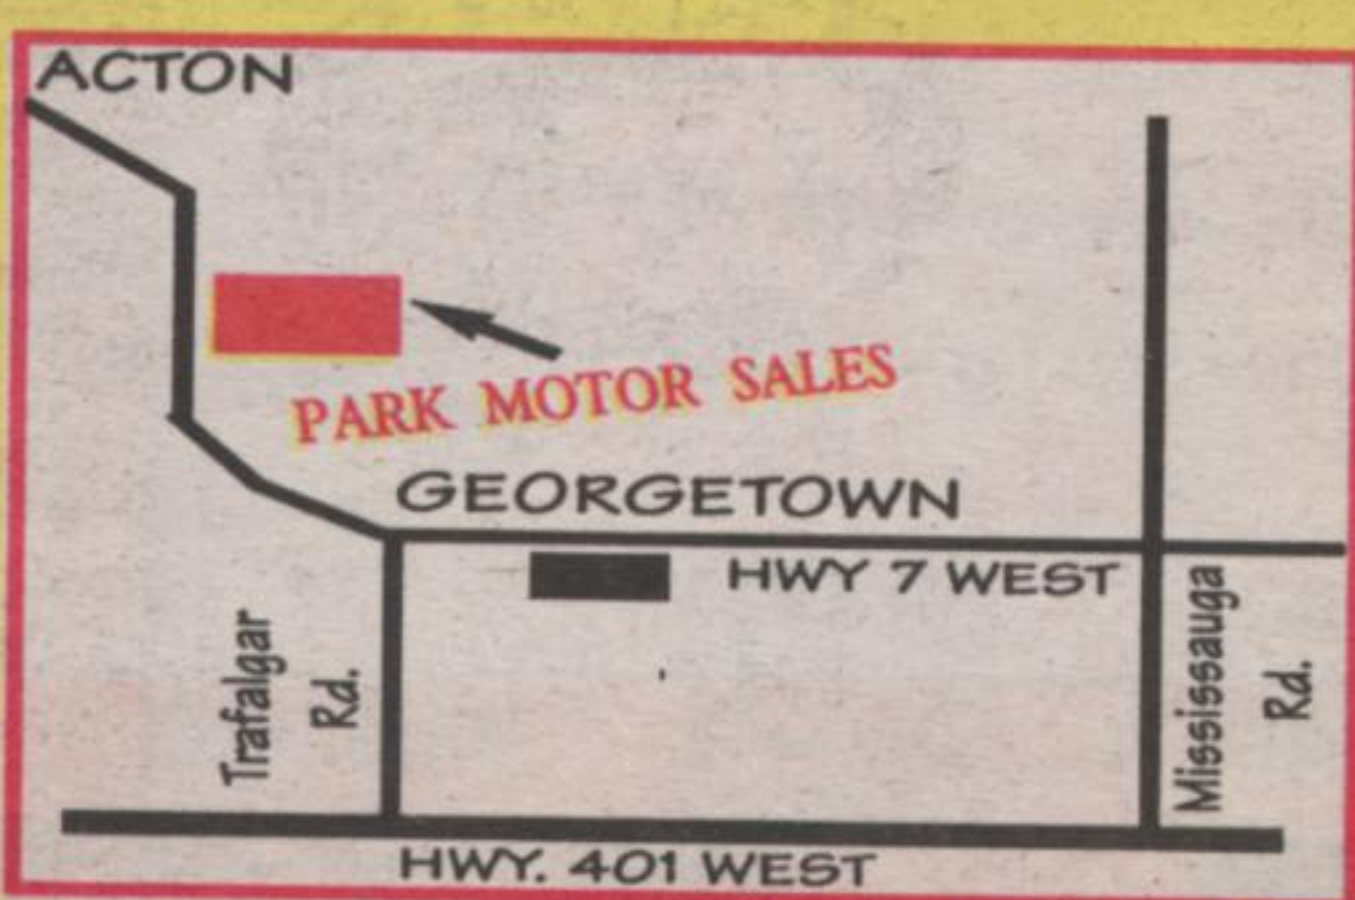 ACTON
PARK MOTOR SALES
GEORGETOWN
HWY 7 WEST
Trafalgar
Rd.
Mississauga
Rd.
HWY. 401 WEST